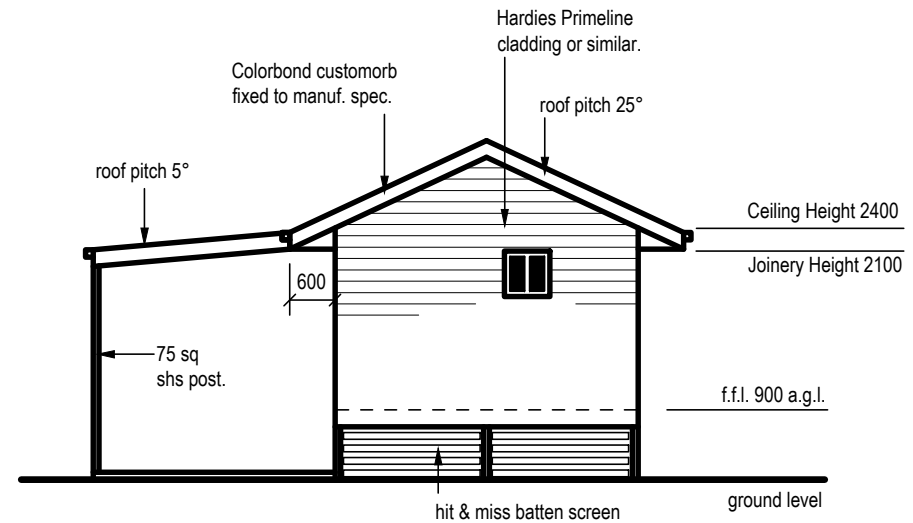 Hardies Primeline
cladding or similar.
Colorbond customorb
fixed to manuf. spec.
roof pitch 25°
roof pitch 5°
Ceiling Height 2400
Joinery Height 2100
600
75 sq
shs post.
f.f.l. 900 a.g.l.
ground level
hit & miss batten screen